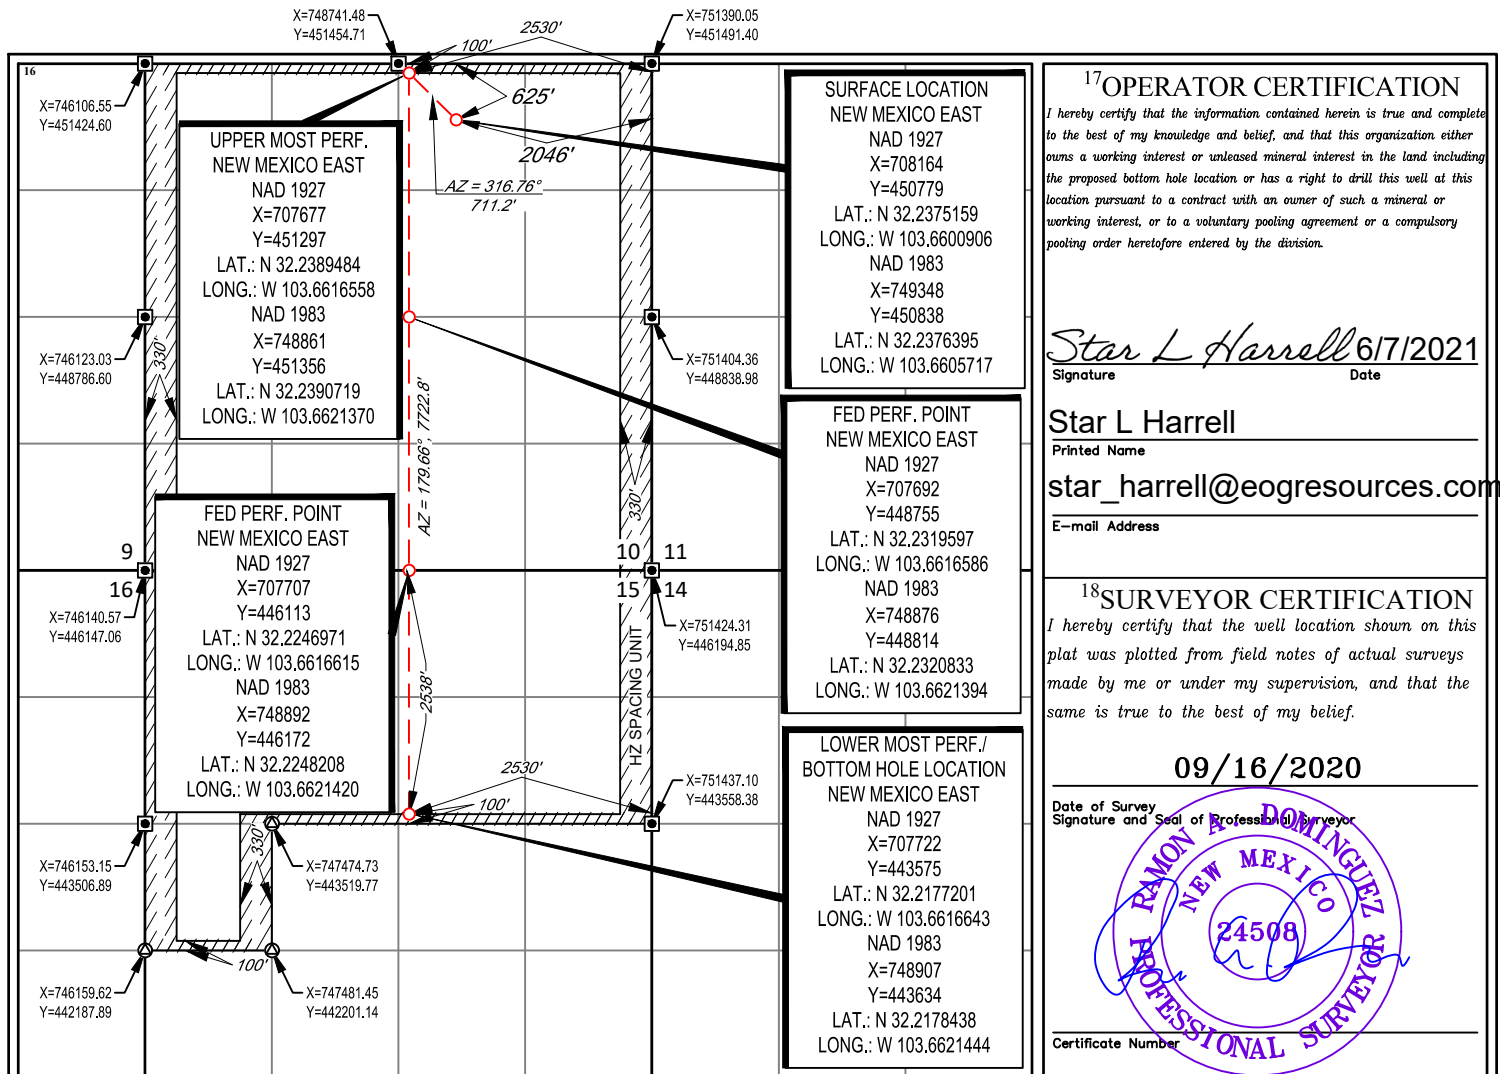 X=748741.48
Y=451454.71
100'
2530'
X=751390.05
Y=451491.40
16
X=746106.55
Y=451424.60
625'
2046'
AZ = 316.76°
711.2'
UPPER MOST PERF.
NEW MEXICO EAST
NAD 1927
X=707677
Y=451297
LAT.: N 32.2389484
LONG.: W 103.6616558
NAD 1983
X=748861
Y=451356
LAT.: N 32.2390719
LONG.: W 103.6621370
SURFACE LOCATION
NEW MEXICO EAST
NAD 1927
X=708164
Y=450779
LAT.: N 32.2375159
LONG.: W 103.6600906
NAD 1983
X=749348
Y=450838
LAT.: N 32.2376395
LONG.: W 103.6605717
X=746123.03
Y=448786.60
330'
X=751404.36
Y=448838.98
AZ = 179.66°, 7722.8'
330'
FED PERF. POINT
NEW MEXICO EAST
NAD 1927
X=707692
Y=448755
LAT.: N 32.2319597
LONG.: W 103.6616586
NAD 1983
X=748876
Y=448814
LAT.: N 32.2320833
LONG.: W 103.6621394
FED PERF. POINT
NEW MEXICO EAST
NAD 1927
X=707707
Y=446113
LAT.: N 32.2246971
LONG.: W 103.6616615
NAD 1983
X=748892
Y=446172
LAT.: N 32.2248208
LONG.: W 103.6621420
9
16
10 11
15 14
X=746140.57
Y=446147.06
X=751424.31
Y=446194.85
HZ SPACING UNIT
2538'
2530'
100'
X=751437.10
Y=443558.38
LOWER MOST PERF./
BOTTOM HOLE LOCATION
NEW MEXICO EAST
NAD 1927
X=707722
Y=443575
LAT.: N 32.2177201
LONG.: W 103.6616643
NAD 1983
X=748907
Y=443634
LAT.: N 32.2178438
LONG.: W 103.6621444
X=746153.15
Y=443506.89
330'
X=747474.73
Y=443519.77
100'
X=746159.62
Y=442187.89
X=747481.45
Y=442201.14
17OPERATOR CERTIFICATION
I hereby certify that the information contained herein is true and complete
to the best of my knowledge and belief, and that this organization either
owns a working interest or unleased mineral interest in the land including
the proposed bottom hole location or has a right to drill this well at this
location pursuant to a contract with an owner of such a mineral or
working interest, or to a voluntary pooling agreement or a compulsory
pooling order heretofore entered by the division.
Star L Harrell 6/7/2021
Signature Date
Star L Harrell
Printed Name
star_harrell@eogresources.com
E-mail Address
18SURVEYOR CERTIFICATION
I hereby certify that the well location shown on this
plat was plotted from field notes of actual surveys
made by me or under my supervision, and that the
same is true to the best of my belief.
09/16/2020
Date of Survey
Signature and Seal of Professional Surveyor
RAMON A. DOMINGUEZ
NEW MEXICO
24508
PROFESSIONAL SURVEYOR
Certificate Number